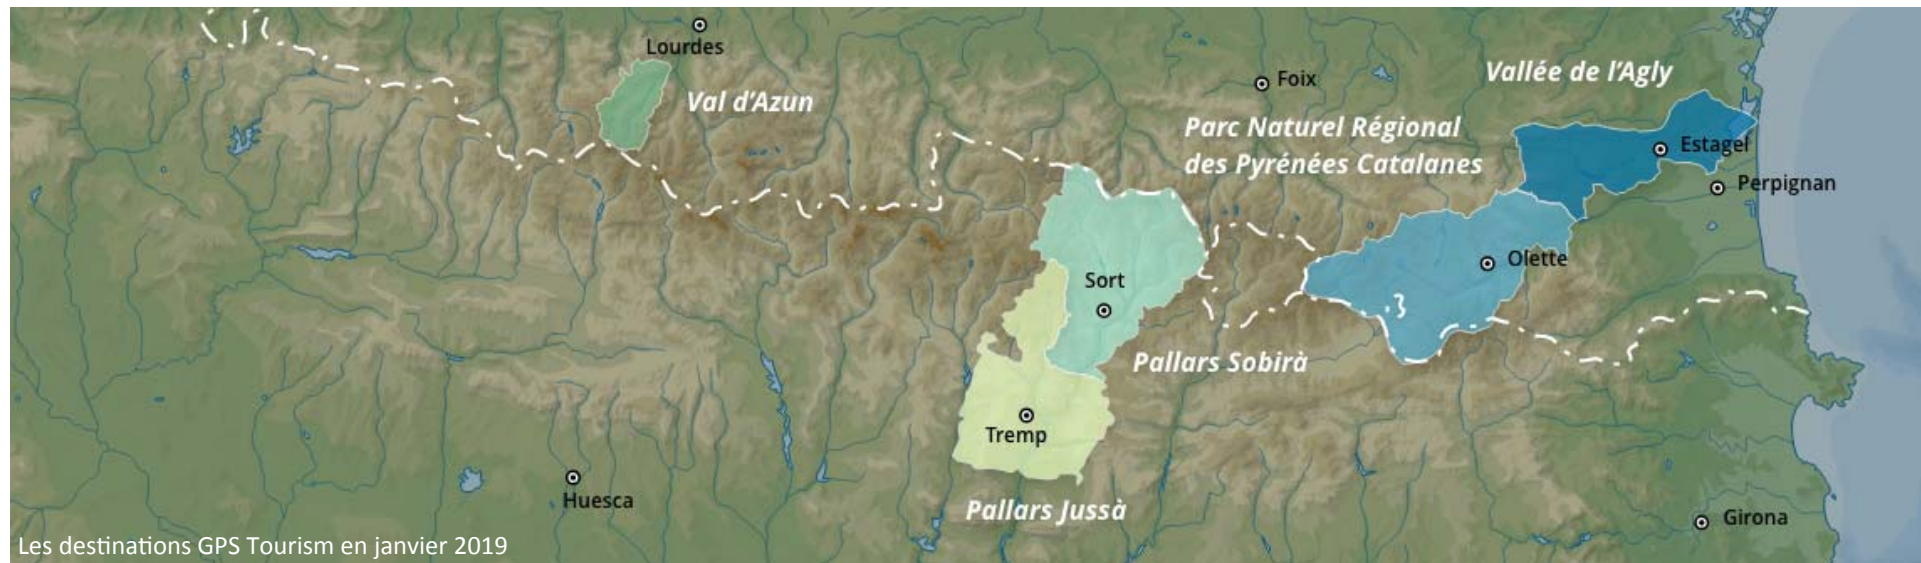 Lourdes
Val d’Azun
Foix
Vallée de l’Agly
Parc Naturel Régional
des Pyrénées Catalanes
Estagel
Perpignan
Olette
Sort
Pallars Sobirà
Tremp
Huesca
Pallars Jussà
Girona
Les destinations GPS Tourism en janvier 2019